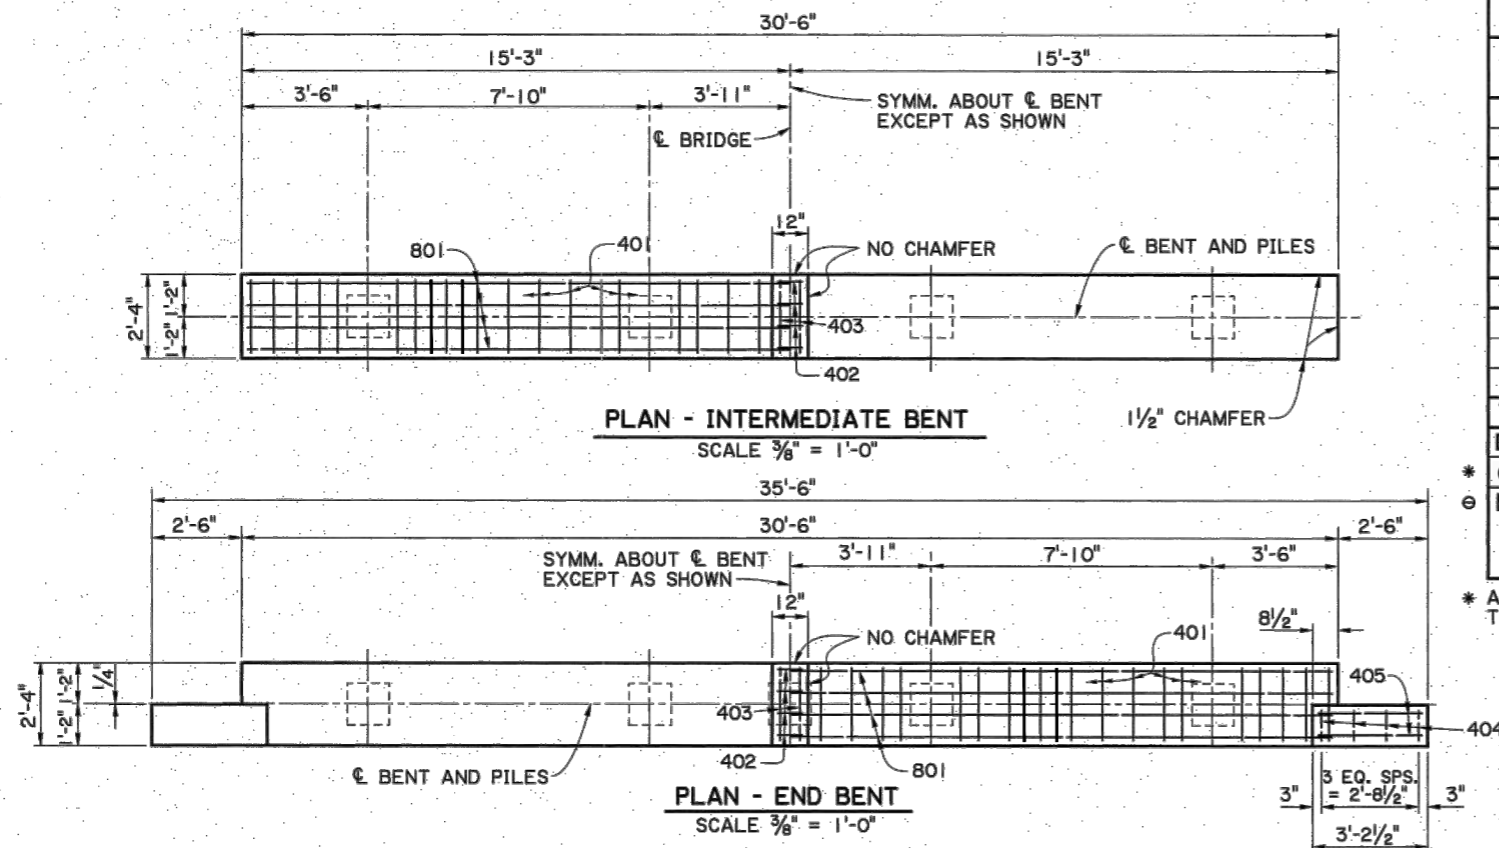 30'-6"
15'-3" 15'-3"
3'-6" 7'-10" 3'-11"
SYMM. ABOUT ℄ BENT
EXCEPT AS SHOWN
℄ BRIDGE
12"
801 401 NO CHAMFER ℄ BENT AND PILES
2'-4" 1'-2" 1'-2"
403
402
1½" CHAMFER
PLAN - INTERMEDIATE BENT
SCALE ⅜" = 1'-0"
*
35'-6"
⊖
2'-6" 30'-6" 2'-6"
SYMM. ABOUT ℄ BENT
EXCEPT AS SHOWN
3'-11" 7'-10" 3'-6"
12"
* A
T
8½"
NO CHAMFER 401
2'-4" 1'-2" 1'-2" ¼"
405
403
404
402
801
℄ BENT AND PILES
3" 3 EQ. SPS.
= 2'-8½" 3"
3'-2½"
PLAN - END BENT
SCALE ⅜" = 1'-0"